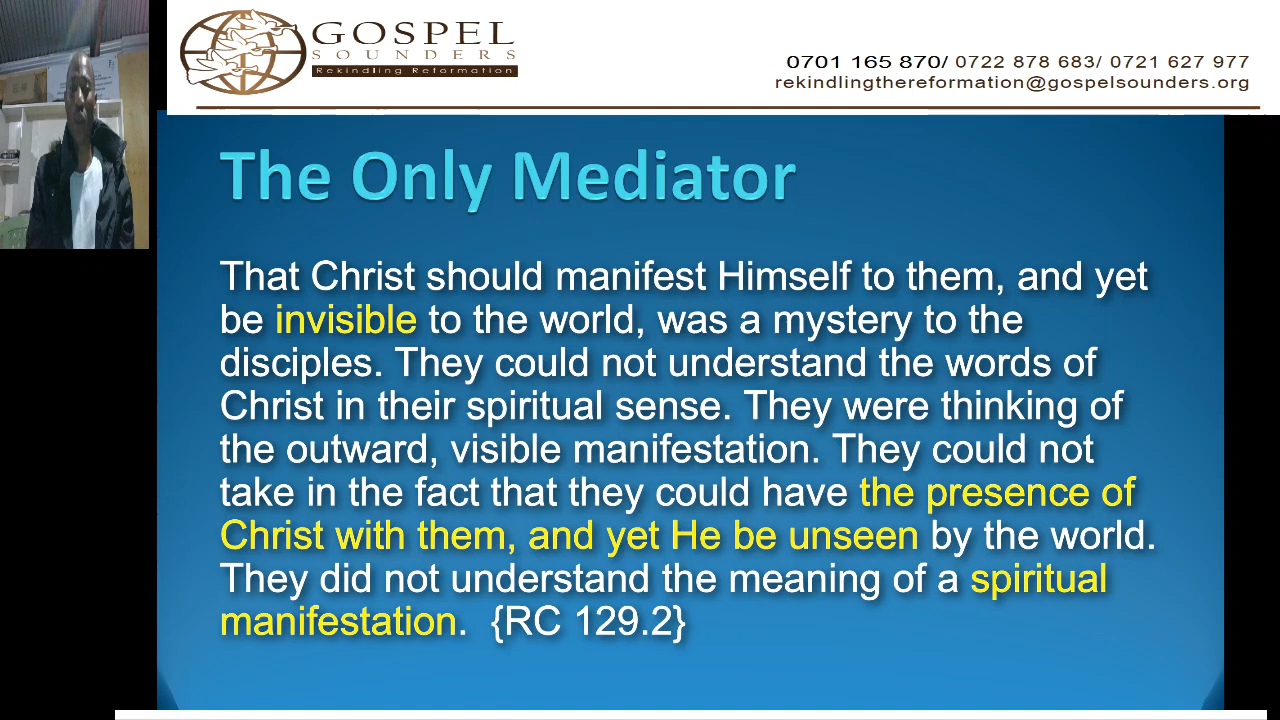 GOSPEL
SOUNDERS
Rekindling Reformation
0701 165 870/ 0722 878 683/ 0721 627 977
rekindlingthereformation@gospelsounders.org
The Only Mediator
That Christ should manifest Himself to them, and yet
be invisible to the world, was a mystery to the
disciples. They could not understand the words of
Christ in their spiritual sense. They were thinking of
the outward, visible manifestation. They could not
take in the fact that they could have the presence of
Christ with them, and yet He be unseen by the world.
They did not understand the meaning of a spiritual
manifestation. {RC 129.2}